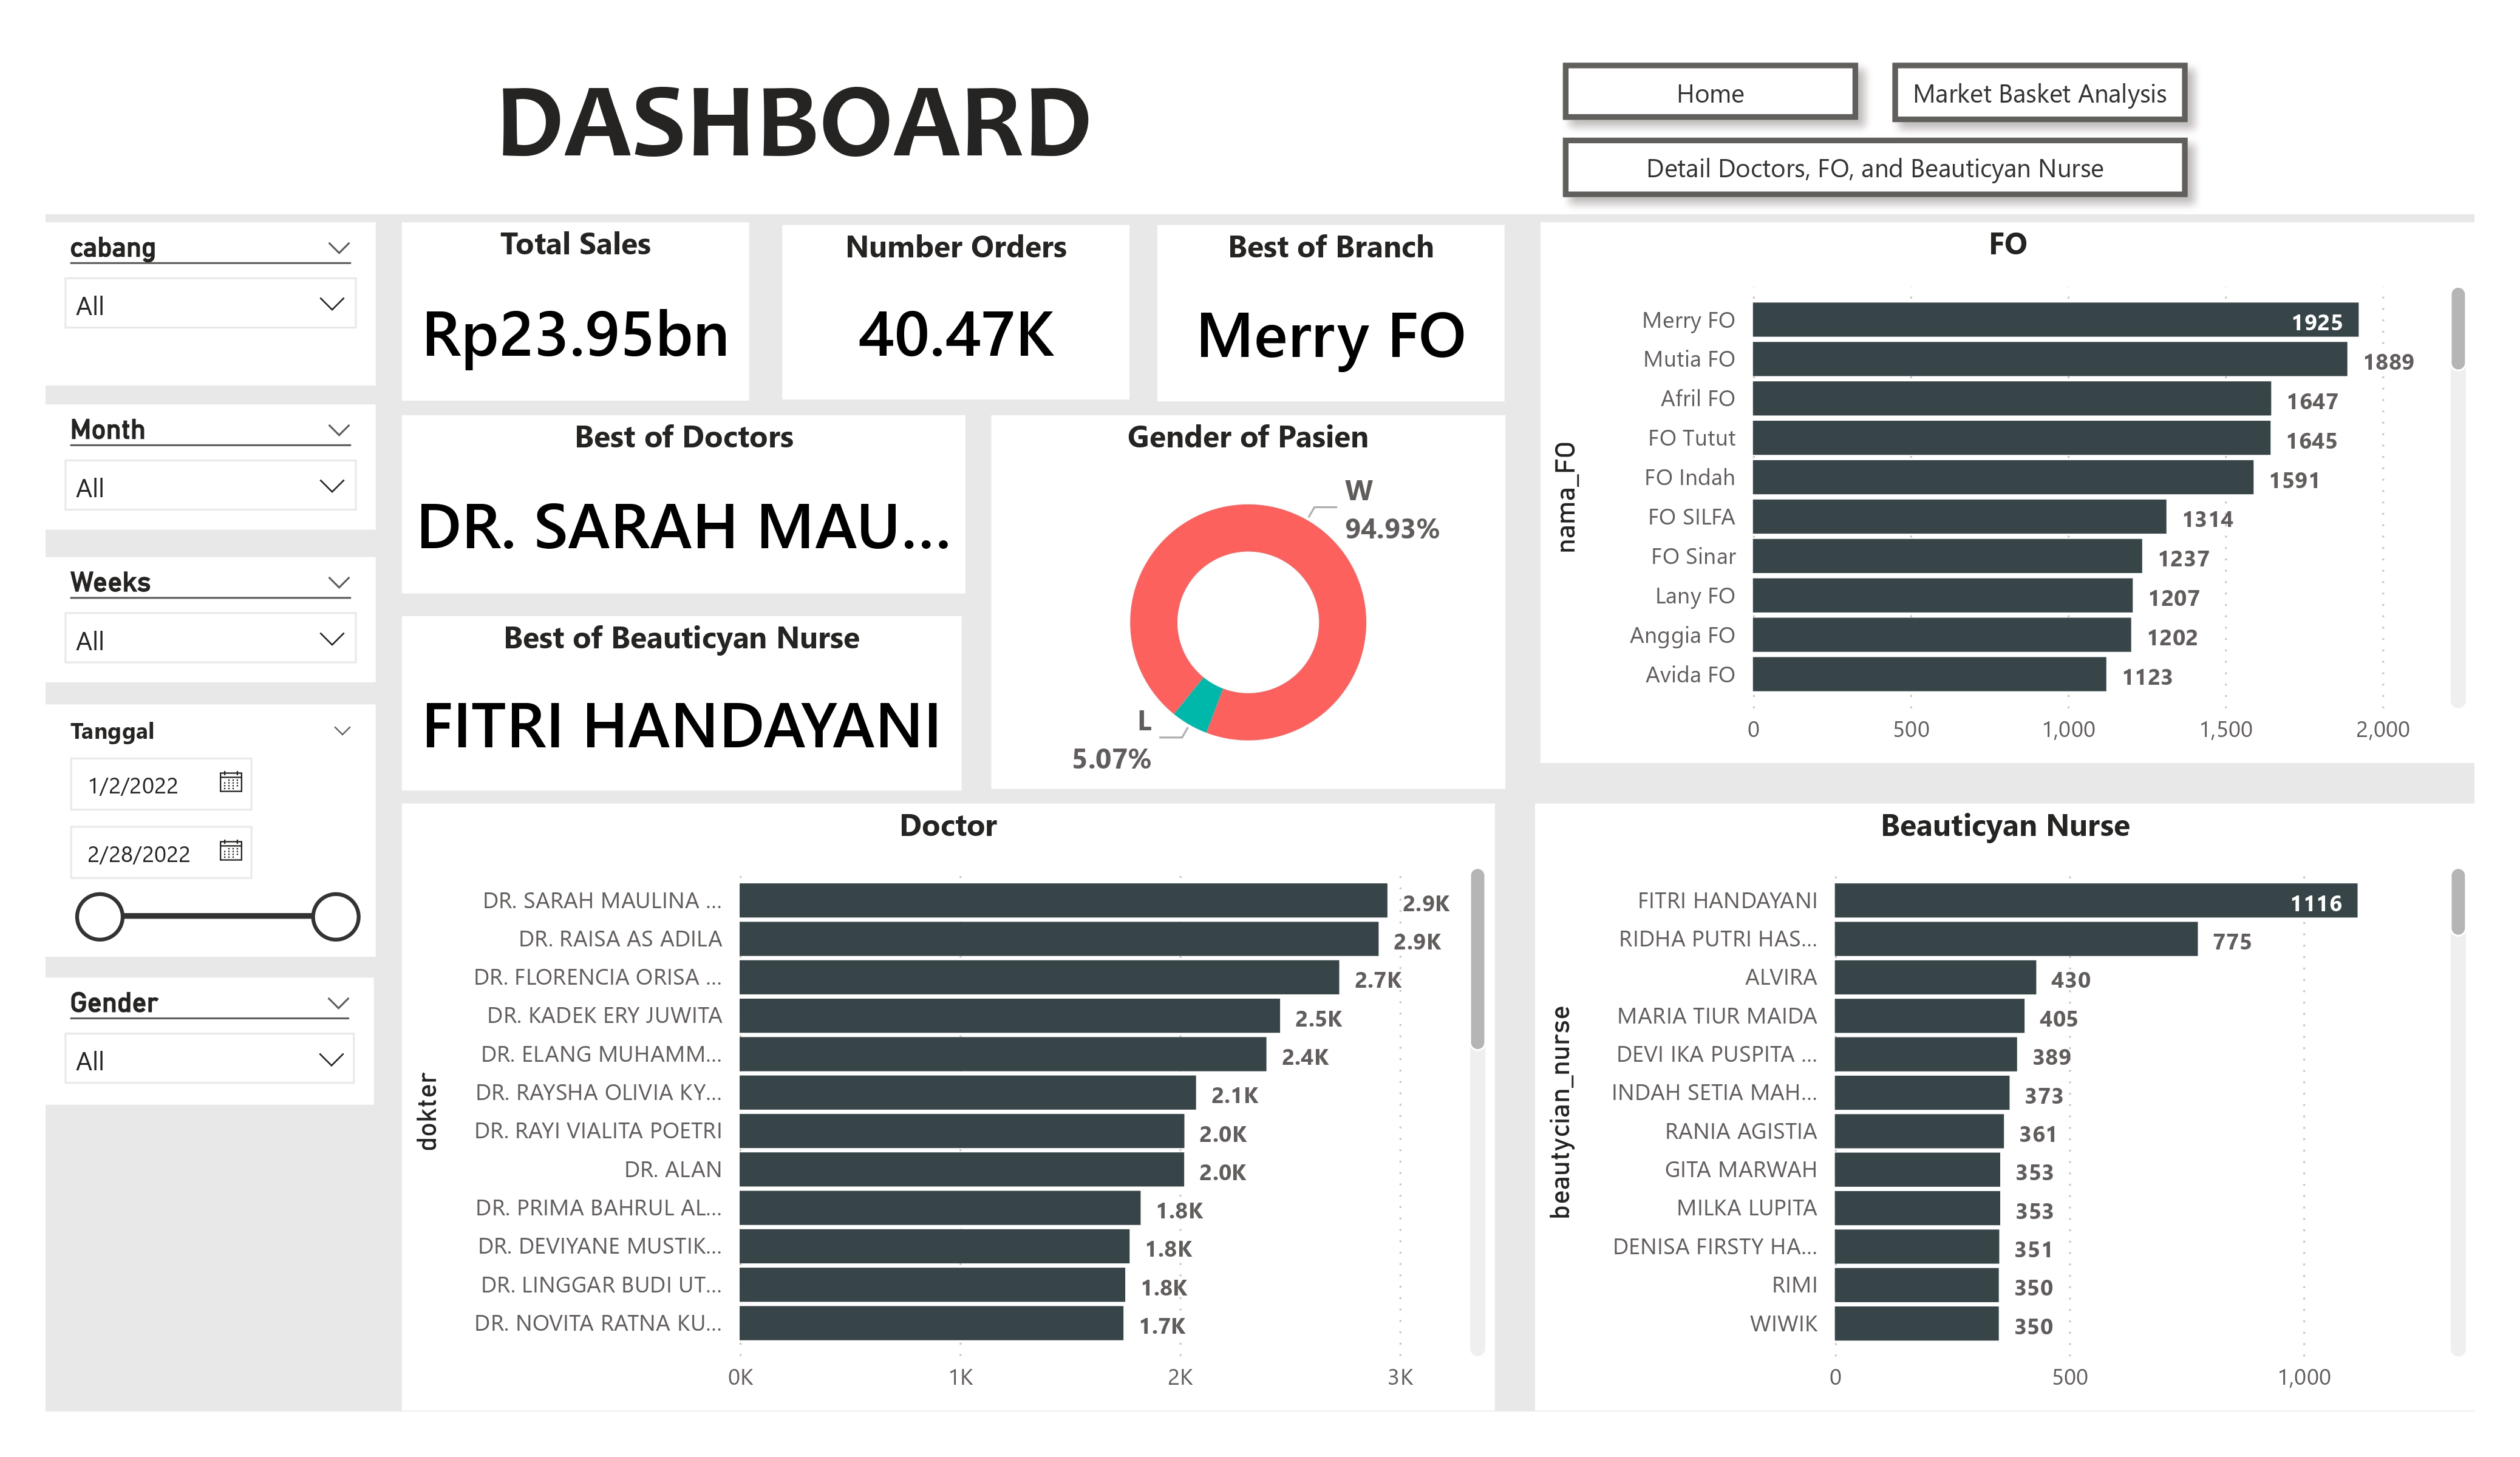 DASHBOARD
Home
Market Basket Analysis
Detail Doctors, FO, and Beauticyan Nurse
cabang
All
Month
All
Weeks
All
Tanggal
1/2/2022
2/28/2022
Gender
All
Total Sales
Rp23.95bn
Number Orders
40.47K
Best of Branch
Merry FO
Best of Doctors
DR. SARAH MAU...
Best of Beauticyan Nurse
FITRI HANDAYANI
Gender of Pasien
W
94.93%
L
5.07%
FO
nama_FO
Merry FO 1925
Mutia FO 1889
Afril FO 1647
FO Tutut 1645
FO Indah 1591
FO SILFA 1314
FO Sinar 1237
Lany FO 1207
Anggia FO 1202
Avida FO 1123
0 500 1,000 1,500 2,000
Doctor
dokter
DR. SARAH MAULINA ... 2.9K
DR. RAISA AS ADILA 2.9K
DR. FLORENCIA ORISA ... 2.7K
DR. KADEK ERY JUWITA 2.5K
DR. ELANG MUHAMM... 2.4K
DR. RAYSHA OLIVIA KY... 2.1K
DR. RAYI VIALITA POETRI 2.0K
DR. ALAN 2.0K
DR. PRIMA BAHRUL AL... 1.8K
DR. DEVIYANE MUSTIK... 1.8K
DR. LINGGAR BUDI UT... 1.8K
DR. NOVITA RATNA KU... 1.7K
0K 1K 2K 3K
Beauticyan Nurse
beautycian_nurse
FITRI HANDAYANI 1116
RIDHA PUTRI HAS... 775
ALVIRA 430
MARIA TIUR MAIDA 405
DEVI IKA PUSPITA ... 389
INDAH SETIA MAH... 373
RANIA AGISTIA 361
GITA MARWAH 353
MILKA LUPITA 353
DENISA FIRSTY HA... 351
RIMI 350
WIWIK 350
0 500 1,000